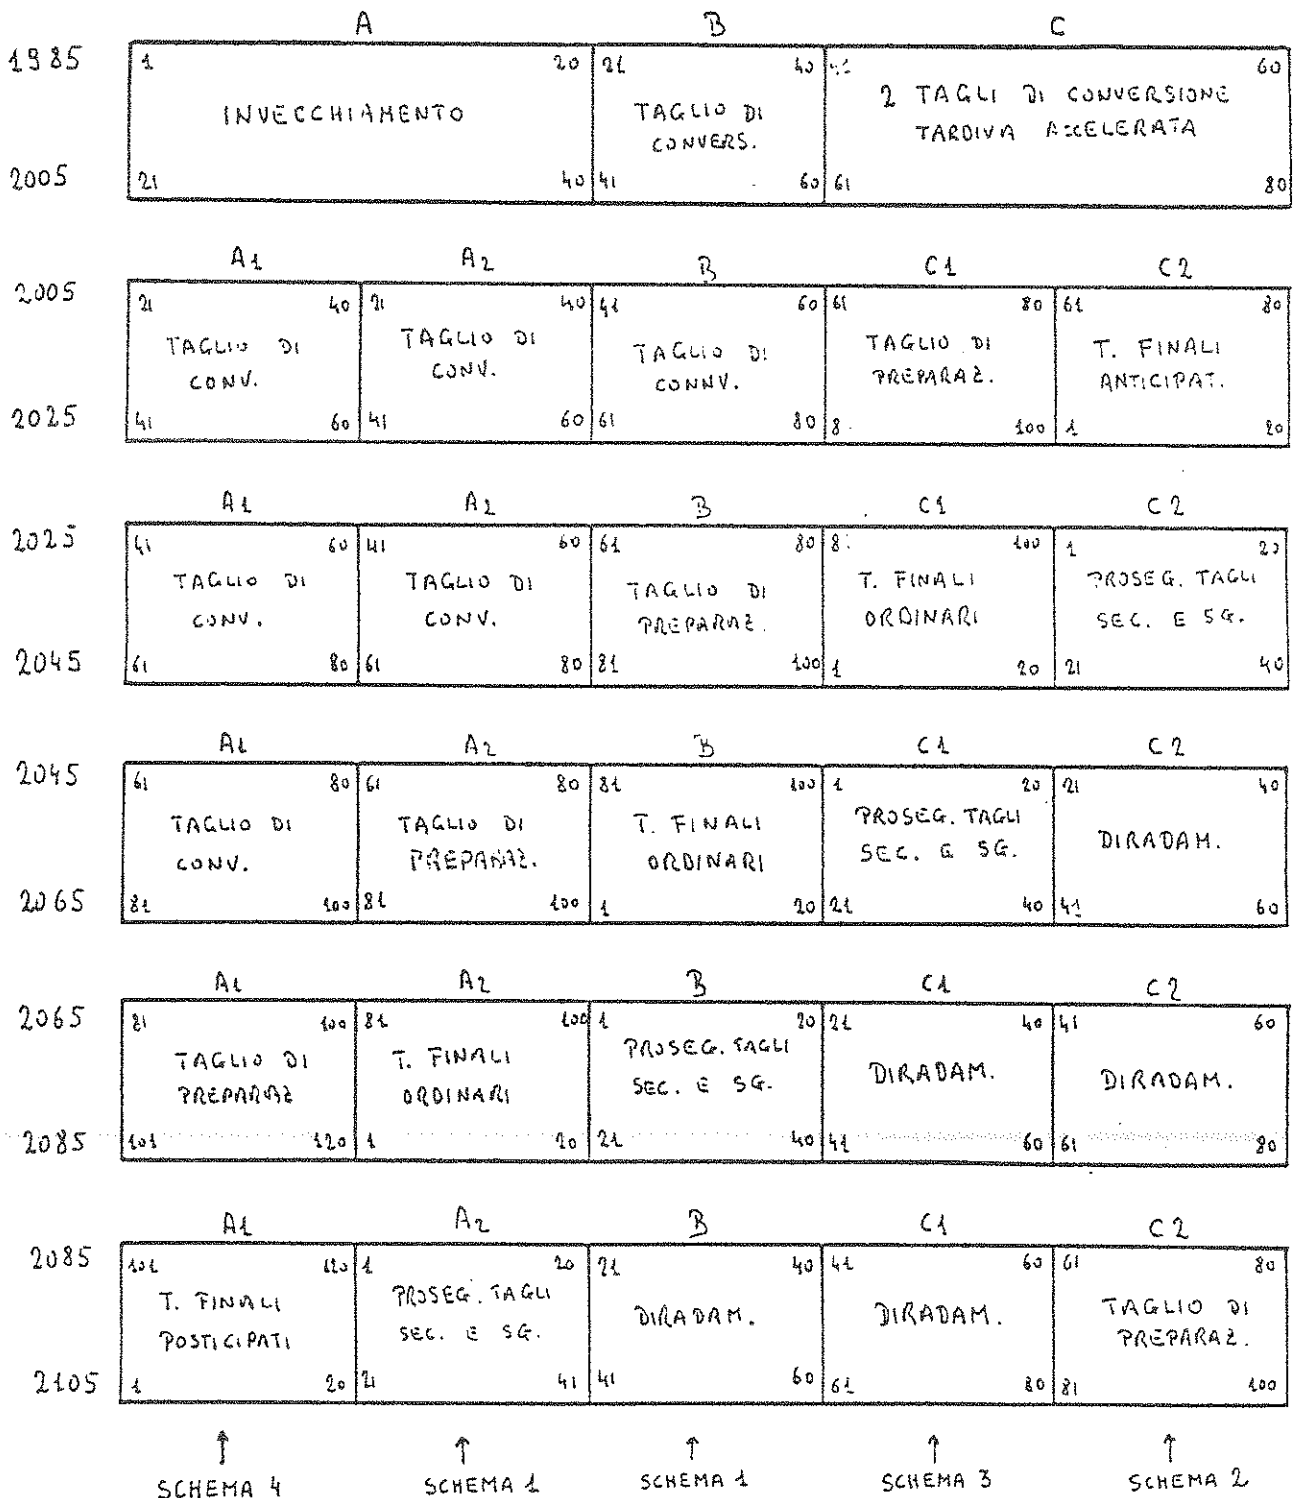 A B C
1985 1 20 21 40 60
INVECCHIAMENTO TAGLIO DI CONVERS. 2 TAGLI DI CONVERSIONE TARDIVA ACCELERATA
2005 21 40 41 60 61 80
A1 A2 B C1 C2
2005 21 40 21 40 41 60 61 80 61 80
TAGLIO DI TAGLIO DI TAGLIO DI TAGLIO DI T. FINALI
CONV. CONV. CONNV. PREPARAZ. ANTICIPAT.
2025 41 60 41 60 61 80 8 100 1 20
A1 A2 B C1 C2
2025 41 60 41 60 61 80 8 100 1 20
TAGLIO DI TAGLIO DI TAGLIO DI T. FINALI PROSEG. TAGLI
CONV. CONV. PREPARAZ. ORDINARI SEC. E SG.
2045 61 80 61 80 81 100 1 20 21 40
A1 A2 B C1 C2
2045 61 80 61 80 81 100 1 20 21 40
TAGLIO DI TAGLIO DI T. FINALI PROSEG. TAGLI DIRADAM.
CONV. PREPARAZ. ORDINARI SEC. E SG.
2065 81 100 81 100 1 20 21 40 41 60
A1 A2 B C1 C2
2065 81 100 81 100 1 20 21 40 41 60
TAGLIO DI T. FINALI PROSEG. TAGLI DIRADAM. DIRADAM.
PREPARAZ ORDINARI SEC. E SG.
2085 101 120 1 20 21 40 41 60 61 80
A1 A2 B C1 C2
2085 101 120 1 20 21 40 41 60 61 80
T. FINALI PROSEG. TAGLI DIRADAM. DIRADAM. TAGLIO DI
POSTICIPATI SEC. E SG. PREPARAZ.
2105 1 20 21 41 41 60 61 80 81 100
↑ ↑ ↑ ↑ ↑
SCHEMA 4 SCHEMA 1 SCHEMA 1 SCHEMA 3 SCHEMA 2